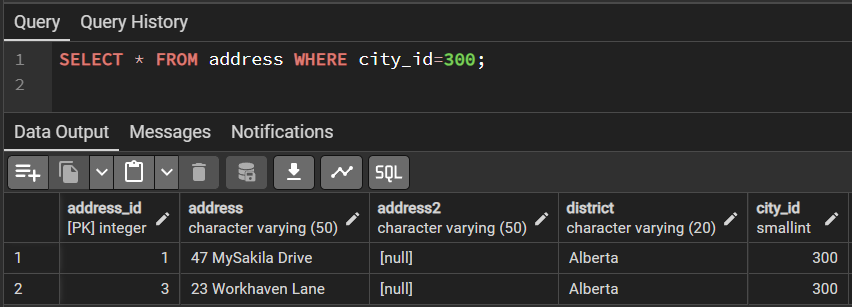 Query Query History
1 SELECT * FROM address WHERE city_id=300;
2
Data Output Messages Notifications
SQL
address_id address address2 district city_id
[PK] integer character varying (50) character varying (50) character varying (20) smallint
1 1 47 MySakila Drive [null] Alberta 300
2 3 23 Workhaven Lane [null] Alberta 300